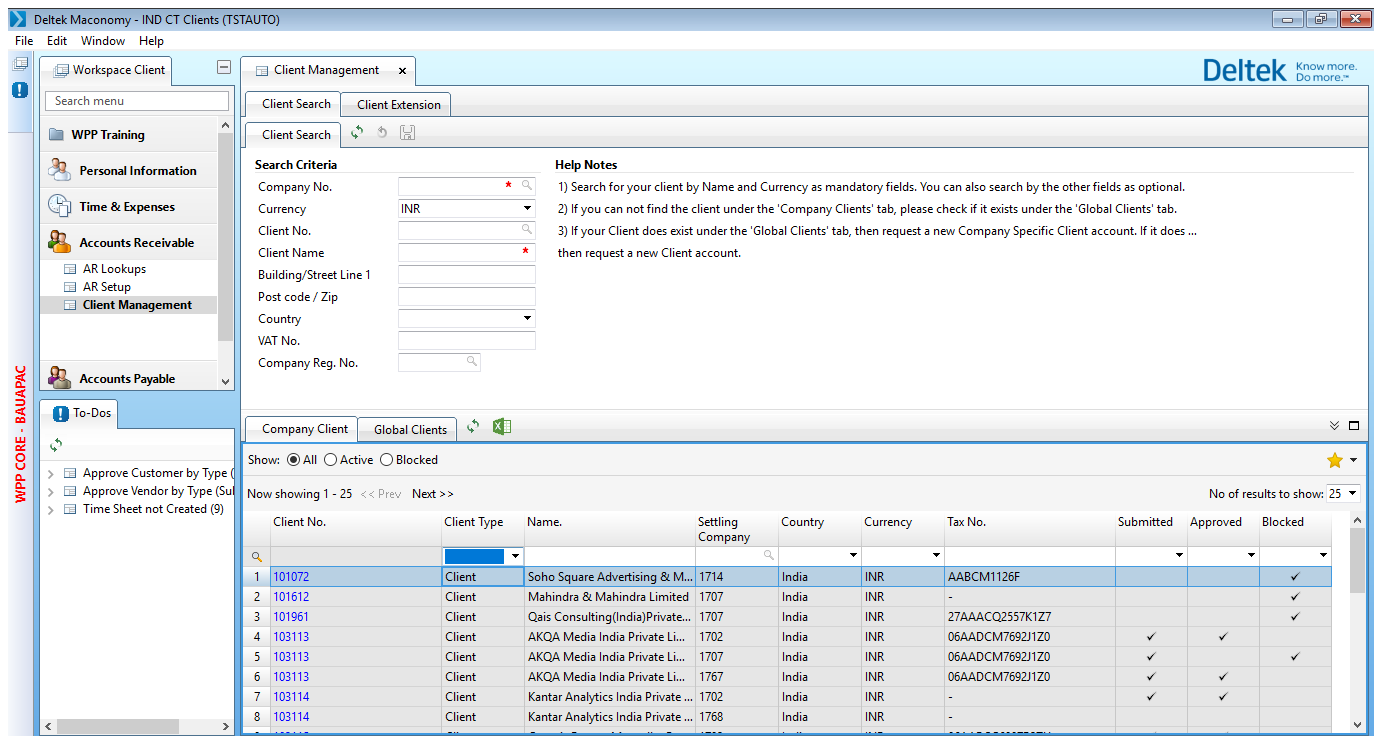 Deltek Maconomy - IND CT Clients (TSTAUTO)
File Edit Window Help
Workspace Client
Client Management
Deltek Know more. Do more.™
Search menu
Client Search Client Extension
WPP Training
Client Search
Personal Information
Time & Expenses
Accounts Receivable
AR Lookups
AR Setup
Client Management
Accounts Payable
WPP CORE - BAUAPAC
To-Dos
Approve Customer by Type (
Approve Vendor by Type (Sul
Time Sheet not Created (9)
Search Criteria
Company No. *
Currency INR
Client No.
Client Name *
Building/Street Line 1
Post code / Zip
Country
VAT No.
Company Reg. No.
Help Notes
1) Search for your client by Name and Currency as mandatory fields. You can also search by the other fields as optional.
2) If you can not find the client under the 'Company Clients' tab, please check if it exists under the 'Global Clients' tab.
3) If your Client does exist under the 'Global Clients' tab, then request a new Company Specific Client account. If it does ...
then request a new Client account.
Company Client Global Clients
Show: All Active Blocked
Now showing 1 - 25 << Prev Next >> No of results to show: 25
Client No. Client Type Name. Settling Company Country Currency Tax No. Submitted Approved Blocked
1 101072 Client Soho Square Advertising & M... 1714 India INR AABCM1126F ✓
2 101612 Client Mahindra & Mahindra Limited 1707 India INR - ✓
3 101961 Client Qais Consulting(India)Private... 1707 India INR 27AAACQ2557K1Z7 ✓
4 103113 Client AKQA Media India Private Li... 1702 India INR 06AADCM7692J1Z0 ✓ ✓
5 103113 Client AKQA Media India Private Li... 1707 India INR 06AADCM7692J1Z0 ✓ ✓
6 103113 Client AKQA Media India Private Li... 1767 India INR 06AADCM7692J1Z0 ✓ ✓
7 103114 Client Kantar Analytics India Private ... 1702 India INR - ✓ ✓
8 103114 Client Kantar Analytics India Private ... 1768 India INR -